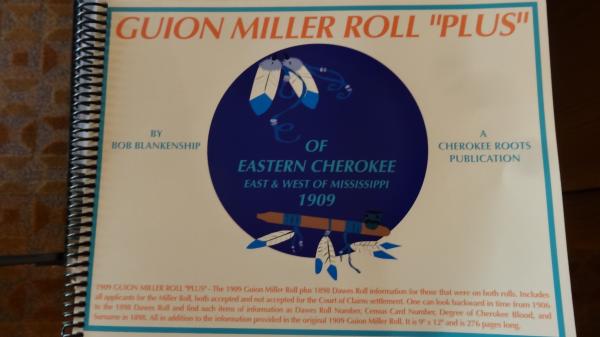 GUION MILLER ROLL "PLUS"
BY
BOB BLANKENSHIP
OF
EASTERN CHEROKEE
EAST & WEST OF MISSISSIPPI
1909
A
CHEROKEE ROOTS
PUBLICATION
1909 GUION MILLER ROLL "PLUS" - The 1909 Guion Miller Roll plus 1898 Dawes Roll information for those that were on both rolls. Includes
all applicants for the Miller Roll, both accepted and not accepted for the Court of Claims settlement. One can look backward in time from 1906
to the 1898 Dawes Roll and find such items of information as Dawes Roll Number, Census Card Number, Degree of Cherokee Blood, and
Surname in 1898. All in addition to the information provided in the original 1909 Guion Miller Roll. It is 9" x 12" and is 276 pages long.